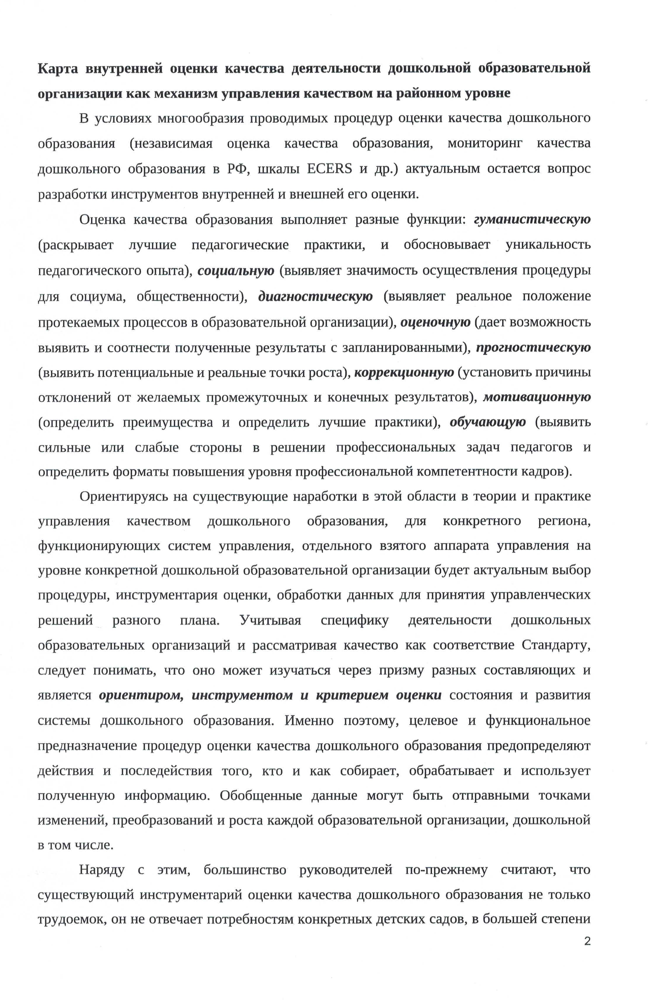 Карта внутренней оценки качества деятельности дошкольной образовательной
организации как механизм управления качеством на районном уровне
В условиях многообразия проводимых процедур оценки качества дошкольного
образования (независимая оценка качества образования, мониторинг качества
дошкольного образования в РФ, шкалы ECERS и др.) актуальным остается вопрос
разработки инструментов внутренней и внешней его оценки.
Оценка качества образования выполняет разные функции: гуманистическую
(раскрывает лучшие педагогические практики, и обосновывает уникальность
педагогического опыта), социальную (выявляет значимость осуществления процедуры
для социума, общественности), диагностическую (выявляет реальное положение
протекаемых процессов в образовательной организации), оценочную (дает возможность
выявить и соотнести полученные результаты с запланированными), прогностическую
(выявить потенциальные и реальные точки роста), коррекционную (установить причины
отклонений от желаемых промежуточных и конечных результатов), мотивационную
(определить преимущества и определить лучшие практики), обучающую (выявить
сильные или слабые стороны в решении профессиональных задач педагогов и
определить форматы повышения уровня профессиональной компетентности кадров).
Ориентируясь на существующие наработки в этой области в теории и практике
управления качеством дошкольного образования, для конкретного региона,
функционирующих систем управления, отдельного взятого аппарата управления на
уровне конкретной дошкольной образовательной организации будет актуальным выбор
процедуры, инструментария оценки, обработки данных для принятия управленческих
решений разного плана. Учитывая специфику деятельности дошкольных
образовательных организаций и рассматривая качество как соответствие Стандарту,
следует понимать, что оно может изучаться через призму разных составляющих и
является ориентиром, инструментом и критерием оценки состояния и развития
системы дошкольного образования. Именно поэтому, целевое и функциональное
предназначение процедур оценки качества дошкольного образования предопределяют
действия и последействия того, кто и как собирает, обрабатывает и использует
полученную информацию. Обобщенные данные могут быть отправными точками
изменений, преобразований и роста каждой образовательной организации, дошкольной
в том числе.
Наряду с этим, большинство руководителей по-прежнему считают, что
существующий инструментарий оценки качества дошкольного образования не только
трудоемок, он не отвечает потребностям конкретных детских садов, в большей степени
2